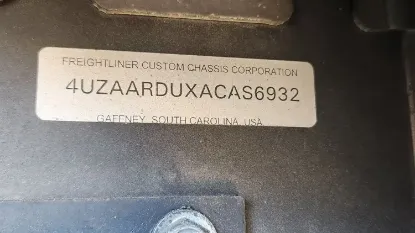 FREIGHTLINER CUSTOM CHASSIS CORPORATION
4UZAARDUXACAS6932
GAFFNEY, SOUTH CAROLINA, USA